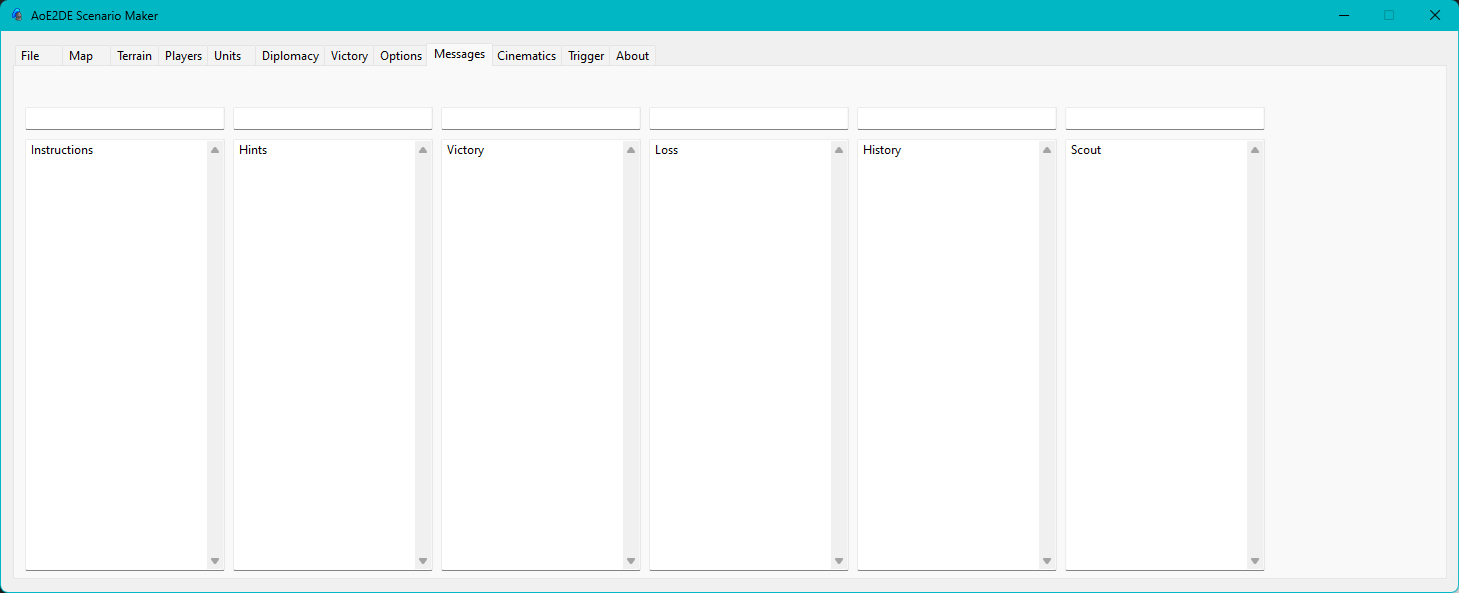 AoE2DE Scenario Maker
File Map Terrain Players Units Diplomacy Victory Options Messages Cinematics Trigger About
Instructions Hints Victory Loss History Scout